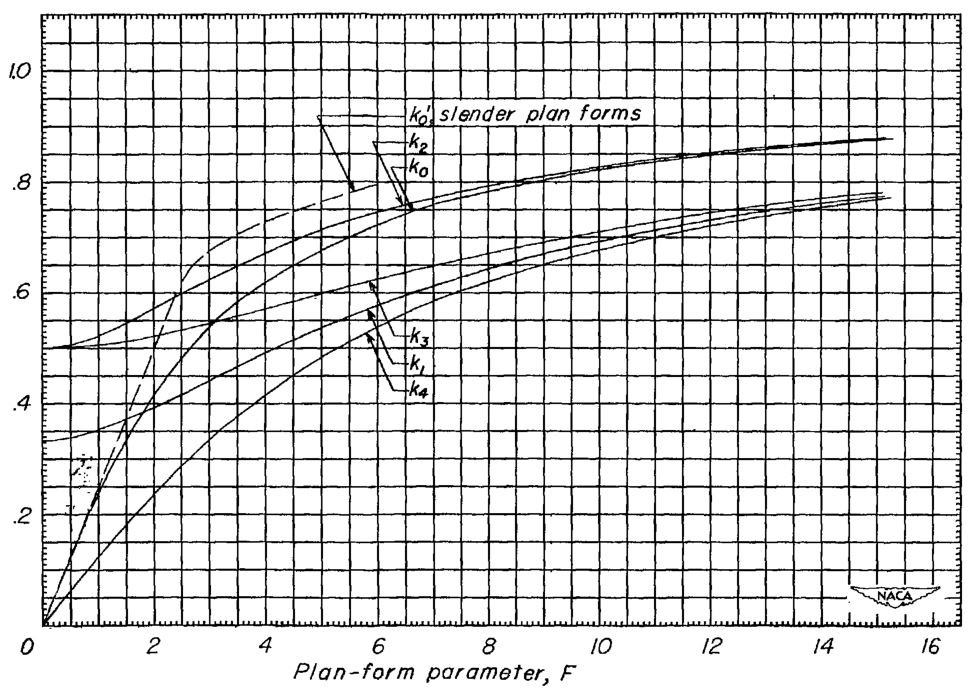 1.0
k₀', slender plan forms
k₂
k₀
.8
.6
k₃
k₁
k₄
.4
.2
NACA
0 2 4 6 8 10 12 14 16
Plan-form parameter, F